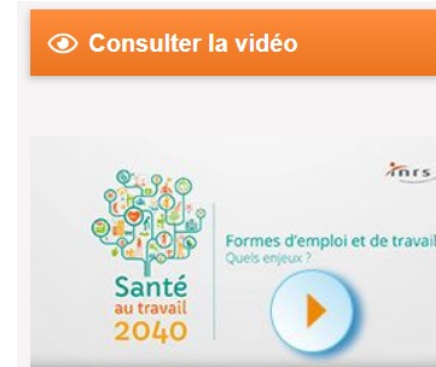 Consulter la vidéo
inrs
Formes d'emploi et de travail
Quels enjeux ?
Santé
au travail
2040